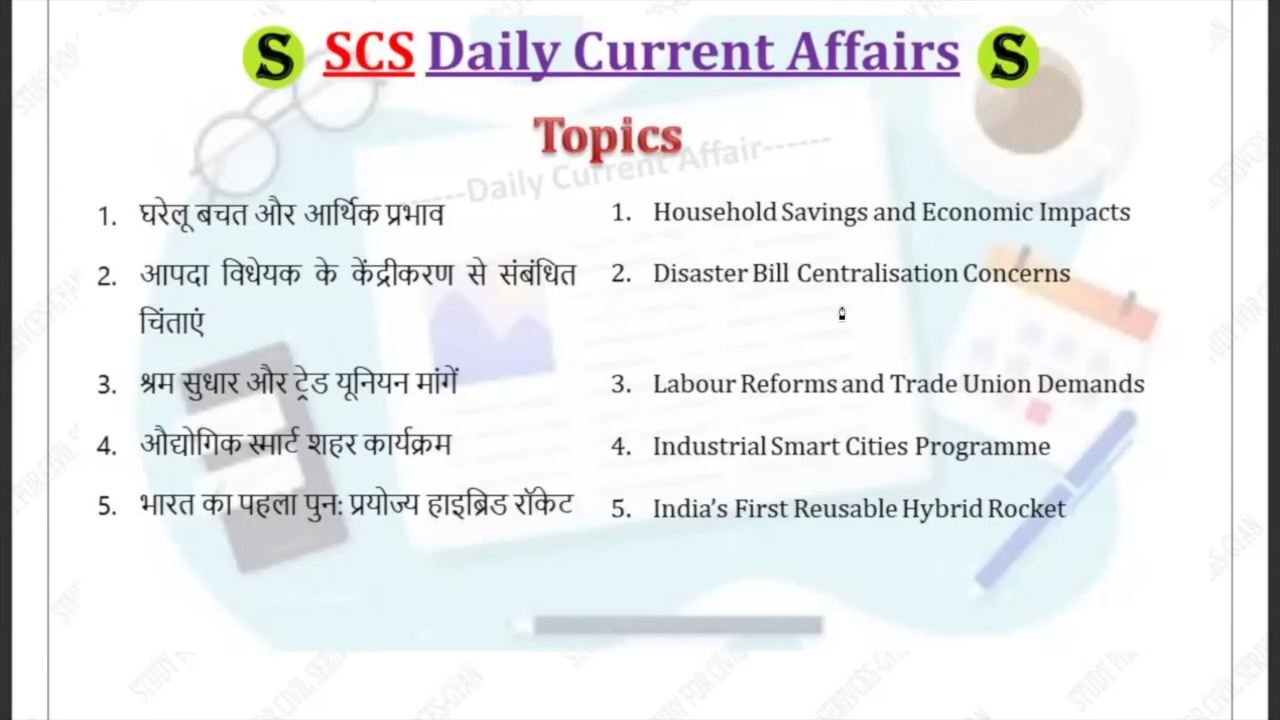 S SCS Daily Current Affairs S
Topics
------Daily Current Affair------
1. घरेलू बचत और आर्थिक प्रभाव
2. आपदा विधेयक के केंद्रीकरण से संबंधित
चिंताएं
3. श्रम सुधार और ट्रेड यूनियन मांगें
4. औद्योगिक स्मार्ट शहर कार्यक्रम
5. भारत का पहला पुन: प्रयोज्य हाइब्रिड रॉकेट
1. Household Savings and Economic Impacts
2. Disaster Bill Centralisation Concerns
3. Labour Reforms and Trade Union Demands
4. Industrial Smart Cities Programme
5. India's First Reusable Hybrid Rocket